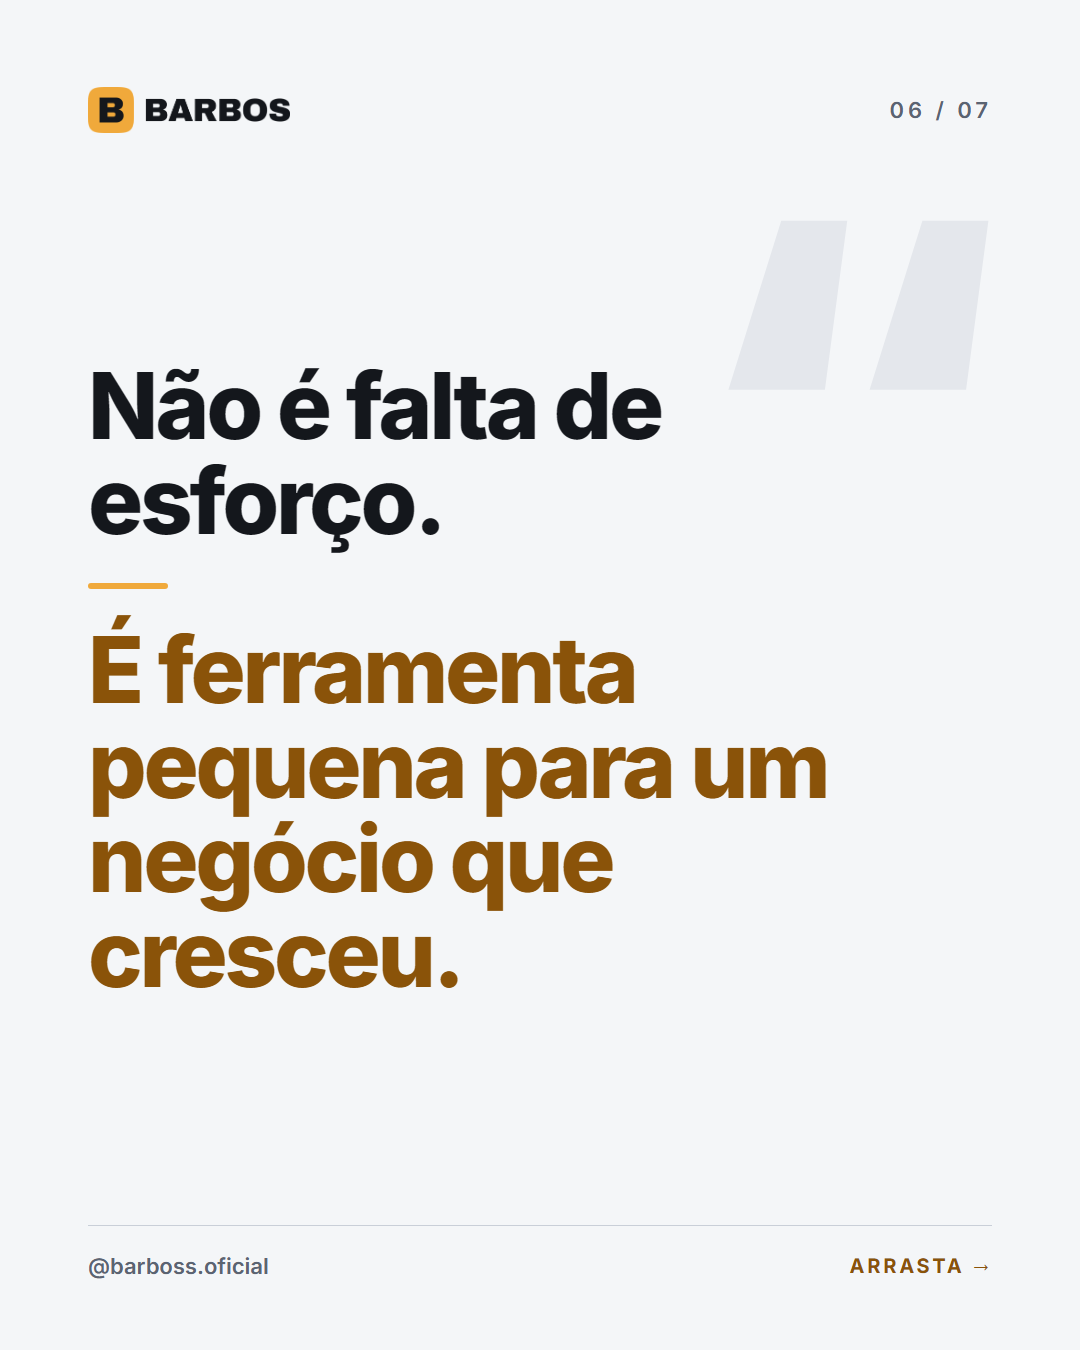 B BARBOS
06 / 07
"
Não é falta de
esforço.
É ferramenta
pequena para um
negócio que
cresceu.
@barboss.oficial
ARRASTA →